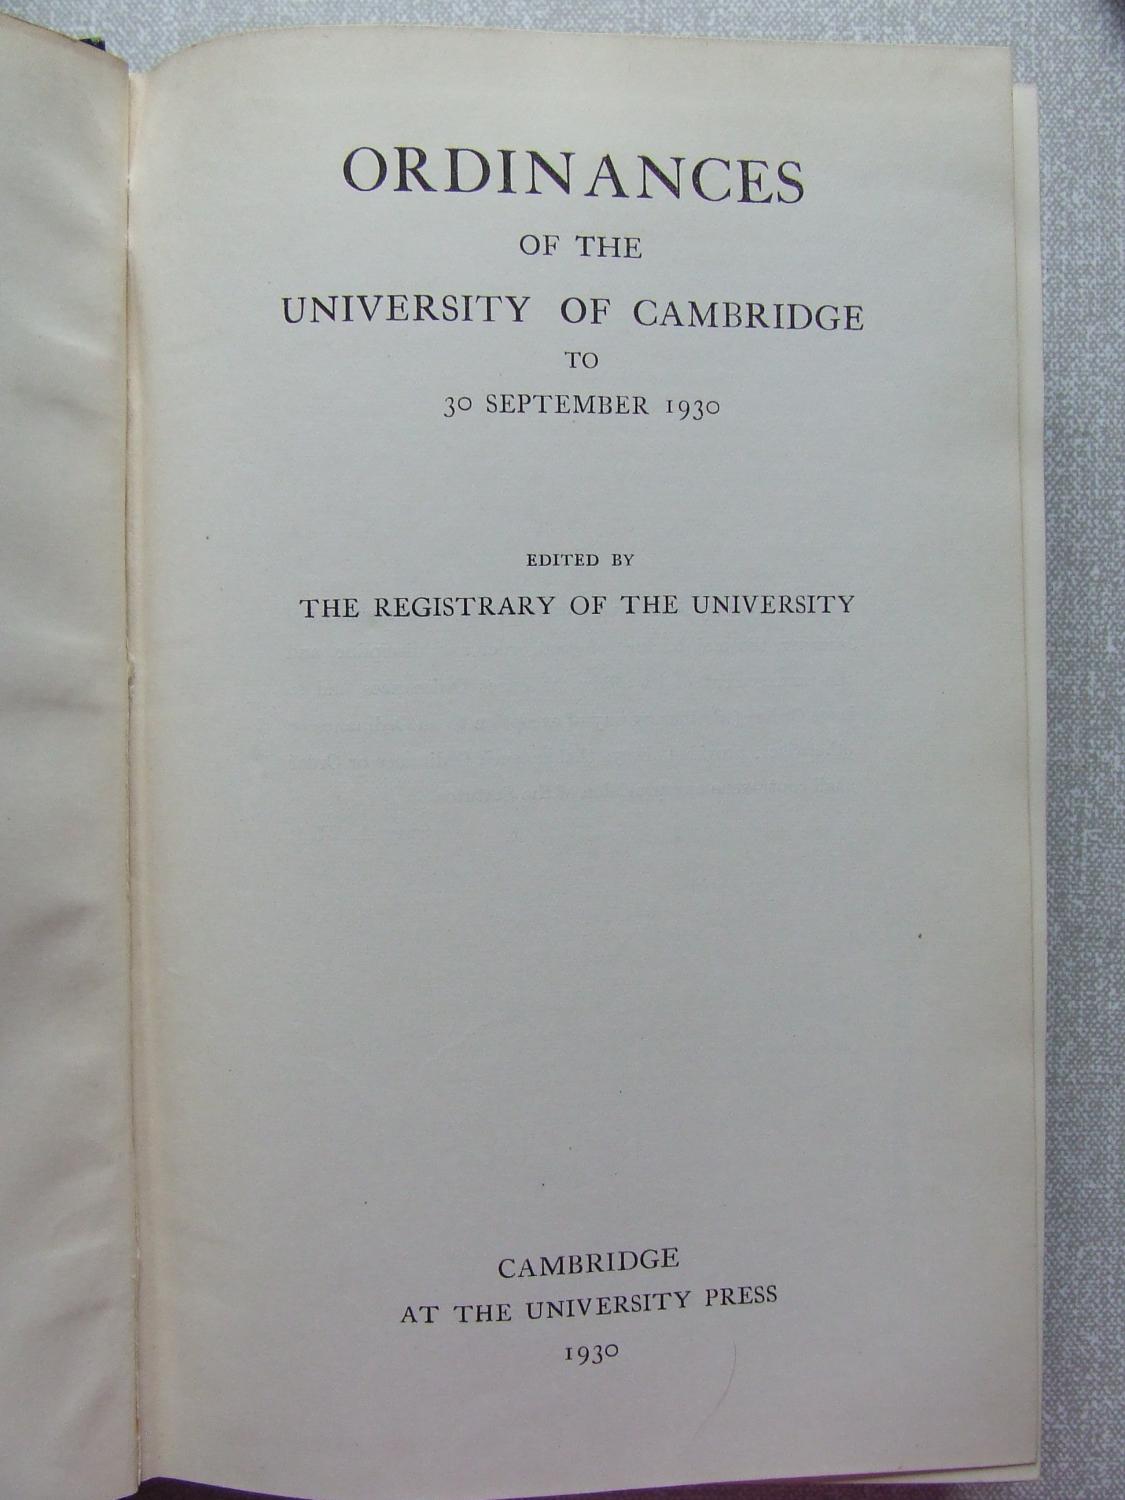 ORDINANCES
OF THE
UNIVERSITY OF CAMBRIDGE
TO
30 SEPTEMBER 1930
EDITED BY
THE REGISTRARY OF THE UNIVERSITY
CAMBRIDGE
AT THE UNIVERSITY PRESS
1930